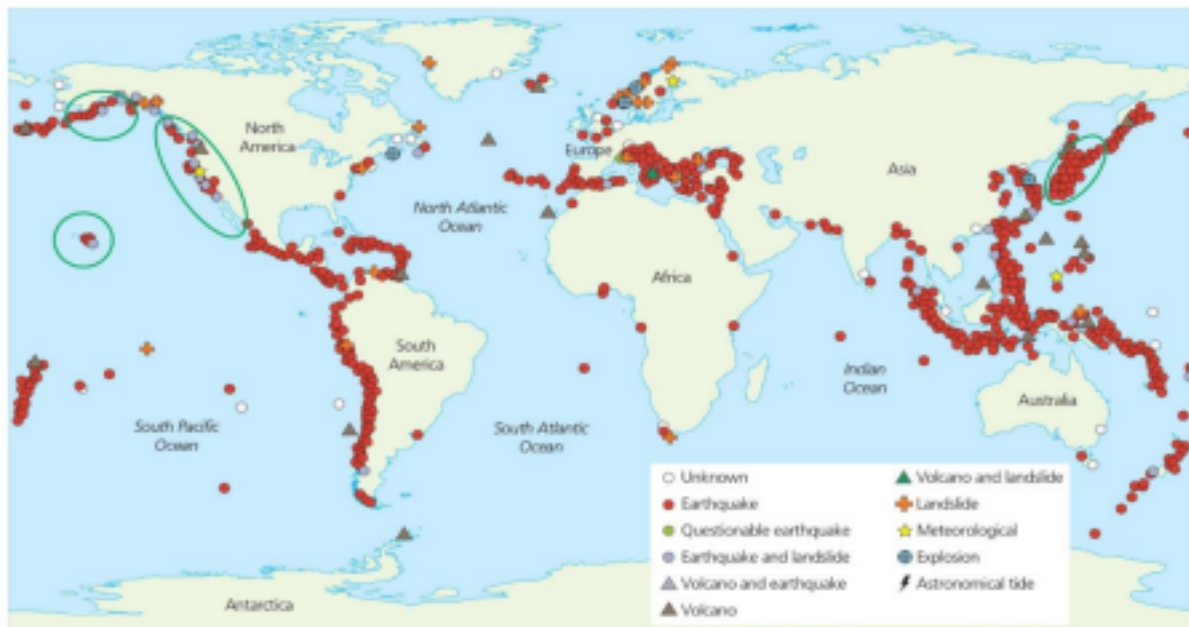 North
America
Europe
Asia
North Atlantic
Ocean
Africa
South
America
Indian
Ocean
Australia
South Pacific
Ocean
South Atlantic
Ocean
Unknown
Earthquake
Questionable earthquake
Earthquake and landslide
Volcano and earthquake
Volcano
Volcano and landslide
Landslide
Meteorological
Explosion
Astronomical tide
Antarctica